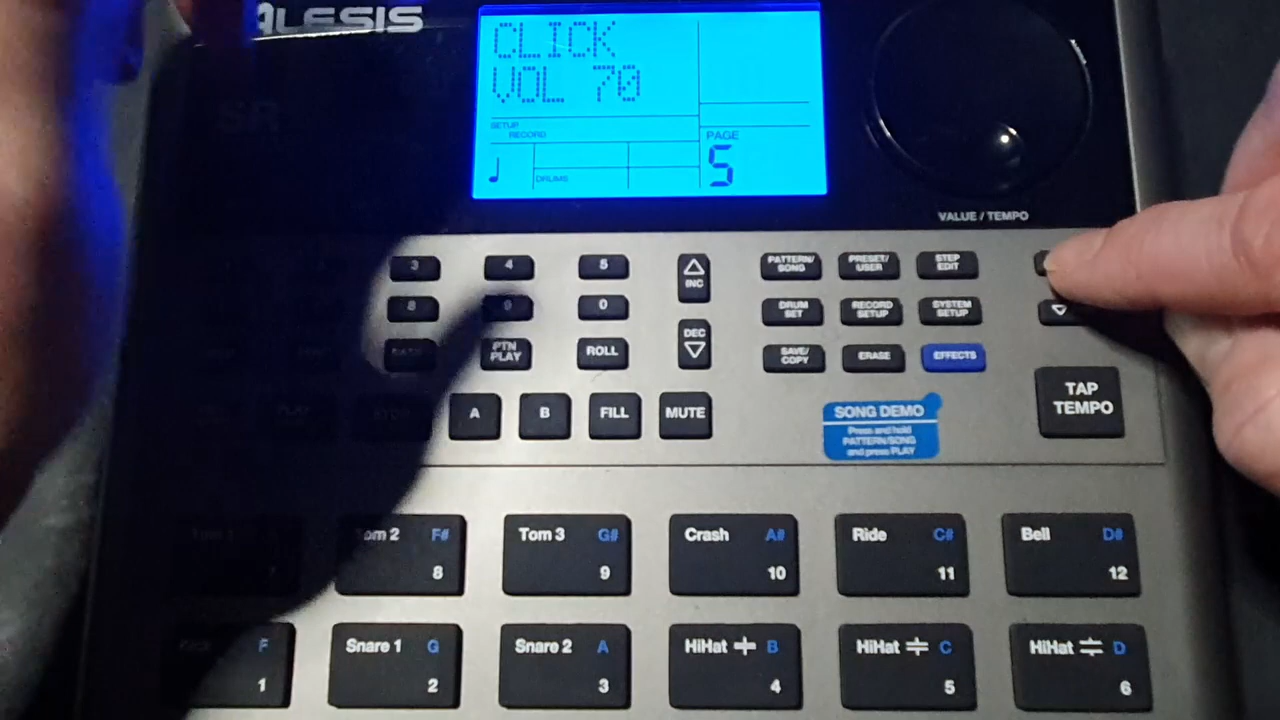 ALESIS
CLICK
VOL 70
SETUP
RECORD
PAGE
5
DRUMS
SR
VALUE / TEMPO
3 4 5
INC
PATTERN/
SONG
PRESET/
USER
STEP
EDIT
8 9 0
DRUM
SET
RECORD
SETUP
SYSTEM
SETUP
PTN
PLAY
ROLL
DEC
SAVE/
COPY
ERASE
EFFECTS
A B FILL MUTE
SONG DEMO
Press and hold
PATTERN/SONG
and press PLAY
TAP
TEMPO
Tom 2 F#
8
Tom 3 G#
9
Crash A#
10
Ride C#
11
Bell D#
12
Kick F
1
Snare 1 G
2
Snare 2 A
3
HiHat B
4
HiHat C
5
HiHat D
6